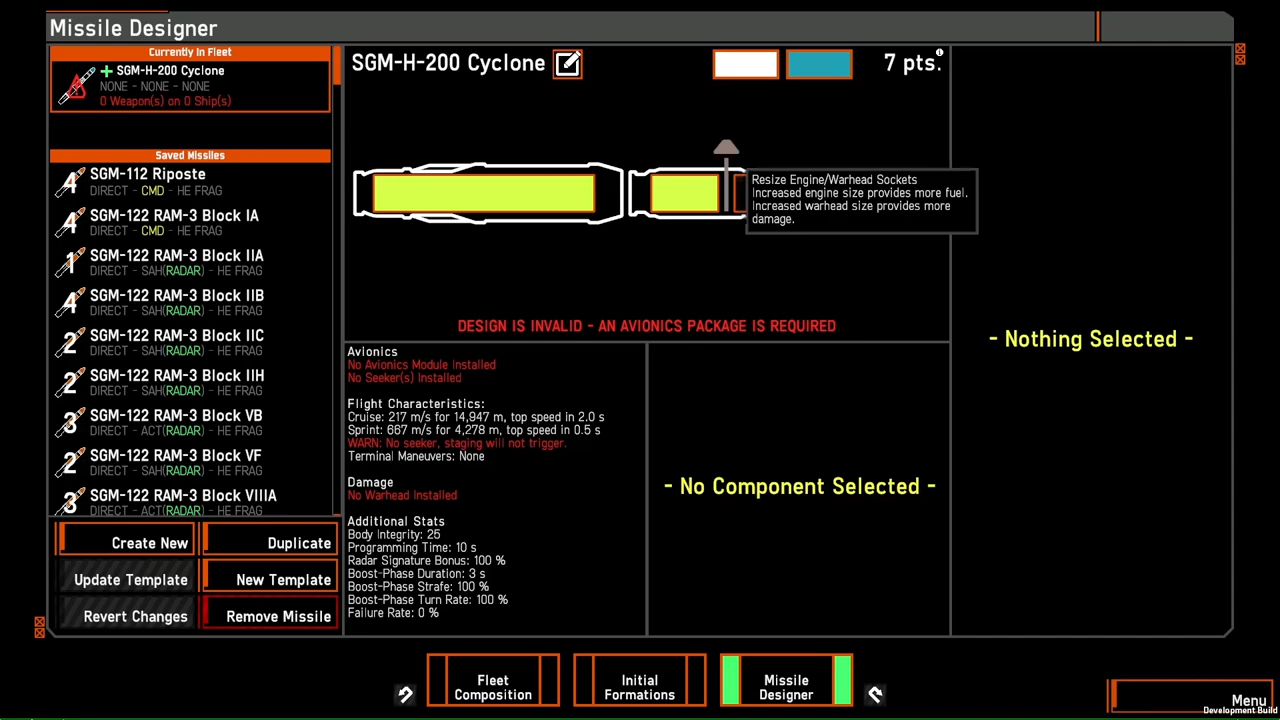 Missile Designer
Currently In Fleet
+ SGM-H-200 Cyclone
NONE - NONE - NONE
0 Weapon(s) on 0 Ship(s)
Saved Missiles
4 SGM-112 Riposte
DIRECT - CMD - HE FRAG
4 SGM-122 RAM-3 Block IA
DIRECT - CMD - HE FRAG
1 SGM-122 RAM-3 Block IIA
DIRECT - SAH(RADAR) - HE FRAG
4 SGM-122 RAM-3 Block IIB
DIRECT - SAH(RADAR) - HE FRAG
2 SGM-122 RAM-3 Block IIC
DIRECT - SAH(RADAR) - HE FRAG
2 SGM-122 RAM-3 Block IIH
DIRECT - SAH(RADAR) - HE FRAG
3 SGM-122 RAM-3 Block VB
DIRECT - ACT(RADAR) - HE FRAG
2 SGM-122 RAM-3 Block VF
DIRECT - SAH(RADAR) - HE FRAG
3 SGM-122 RAM-3 Block VIIIA
DIRECT - ACT(RADAR) - HE FRAG
Create New
Duplicate
Update Template
New Template
Revert Changes
Remove Missile
SGM-H-200 Cyclone
7 pts.
Resize Engine/Warhead Sockets
Increased engine size provides more fuel.
Increased warhead size provides more
damage.
DESIGN IS INVALID - AN AVIONICS PACKAGE IS REQUIRED
Avionics
No Avionics Module Installed
No Seeker(s) Installed
Flight Characteristics:
Cruise: 217 m/s for 14,947 m, top speed in 2.0 s
Sprint: 667 m/s for 4,278 m, top speed in 0.5 s
WARN: No seeker, staging will not trigger.
Terminal Maneuvers: None
Damage
No Warhead Installed
Additional Stats
Body Integrity: 25
Programming Time: 10 s
Radar Signature Bonus: 100 %
Boost-Phase Duration: 3 s
Boost-Phase Strafe: 100 %
Boost-Phase Turn Rate: 100 %
Failure Rate: 0 %
- No Component Selected -
- Nothing Selected -
Fleet
Composition
Initial
Formations
Missile
Designer
Menu
Development Build